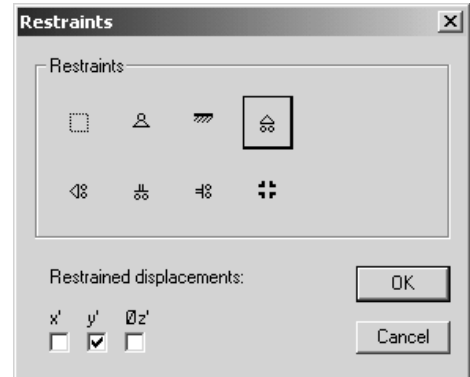 Restraints
Restraints
Restrained displacements:
x' y' Øz'
OK
Cancel